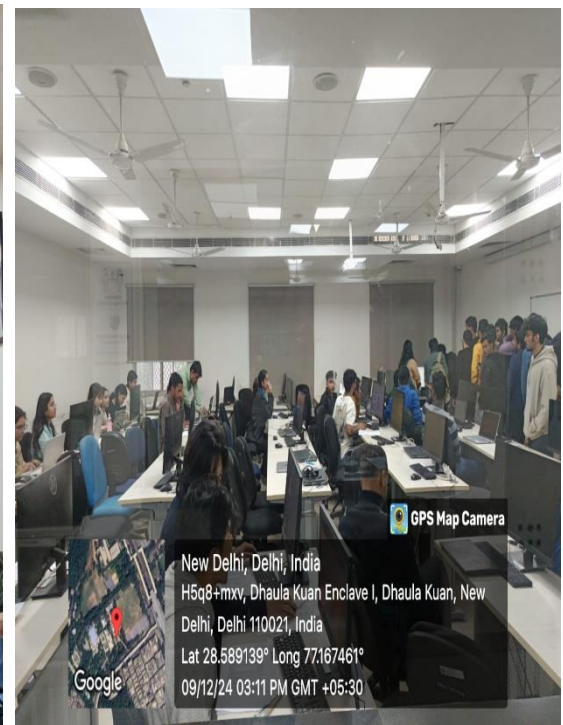 GPS Map Camera
New Delhi, Delhi, India
H5q8+mxv, Dhaula Kuan Enclave I, Dhaula Kuan, New
Delhi, Delhi 110021, India
Lat 28.589139° Long 77.167461°
09/12/24 03:11 PM GMT +05:30
Google